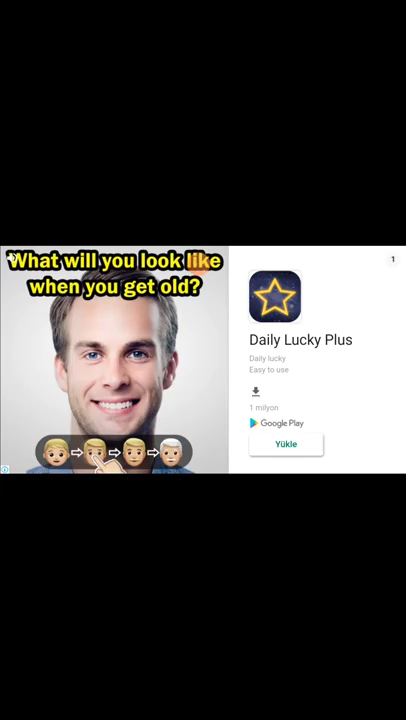 What will you look like
when you get old?
1
Daily Lucky Plus
Daily lucky
Easy to use
1 milyon
Google Play
Yükle